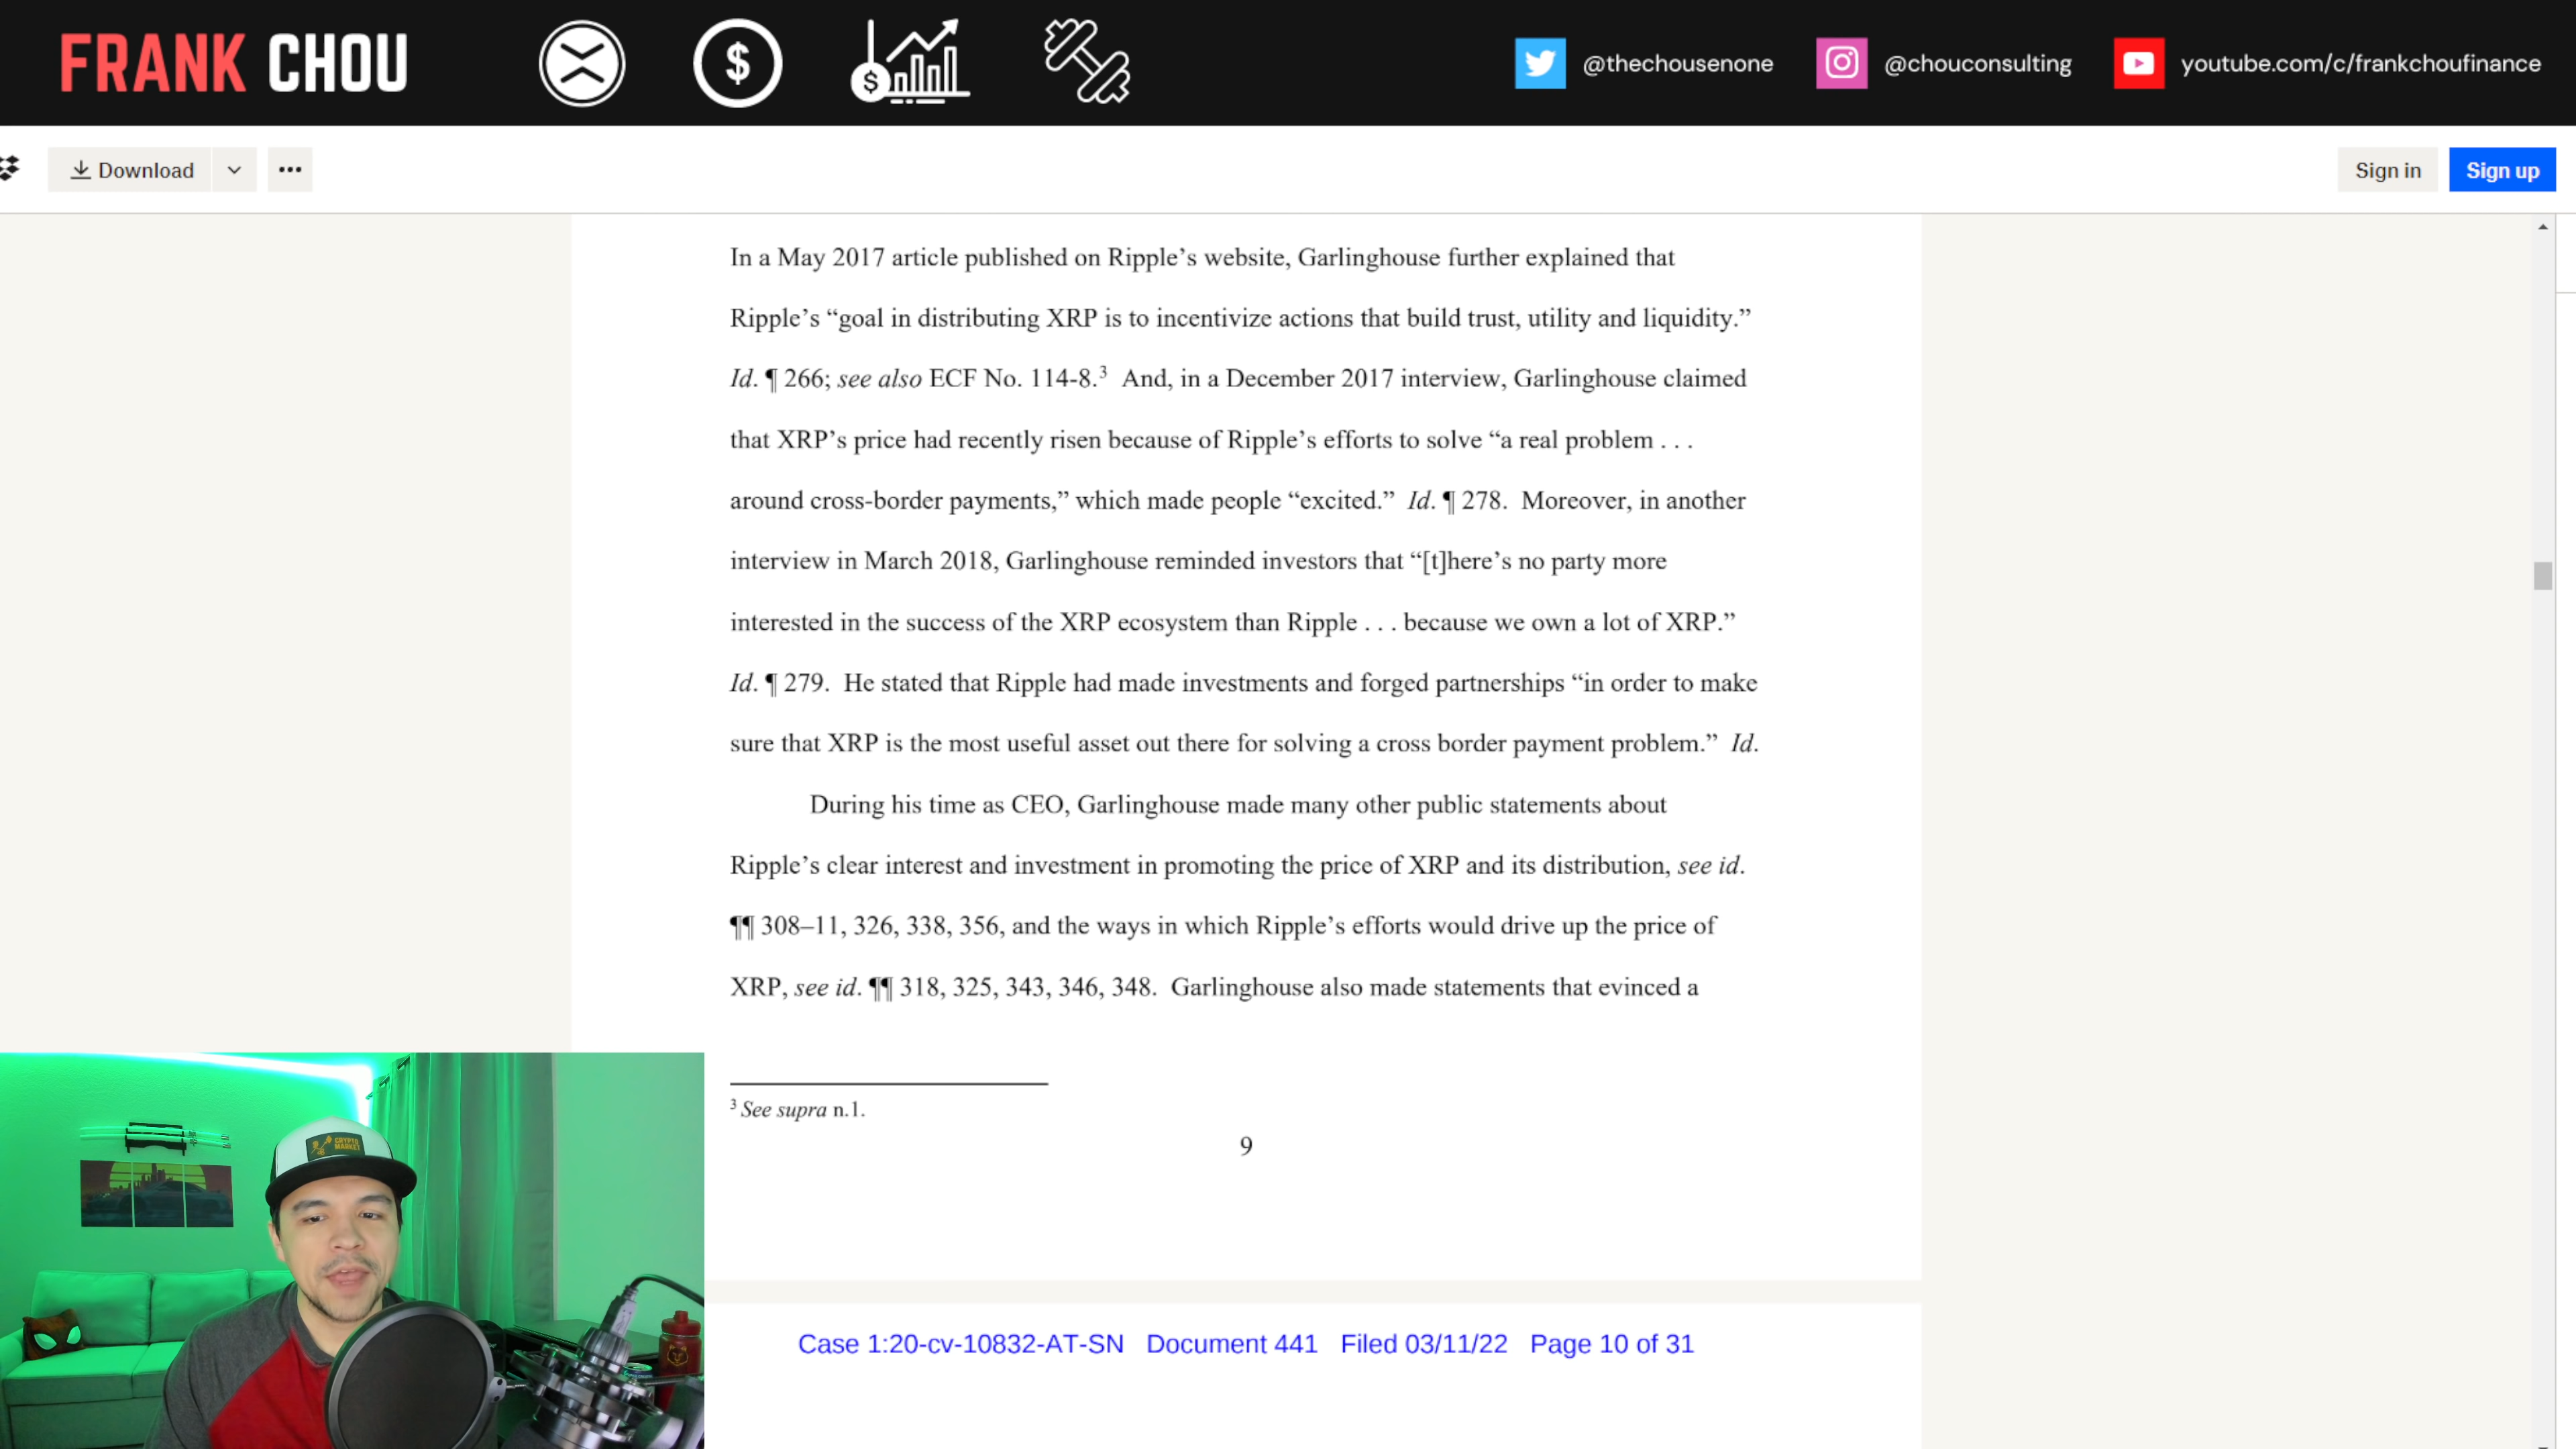 FRANK CHOU
@thechousenone
@chouconsulting
youtube.com/c/frankchoufinance
Download
Sign in
Sign up
In a May 2017 article published on Ripple’s website, Garlinghouse further explained that
Ripple’s “goal in distributing XRP is to incentivize actions that build trust, utility and liquidity.”
Id. ¶ 266; see also ECF No. 114-8.3 And, in a December 2017 interview, Garlinghouse claimed
that XRP’s price had recently risen because of Ripple’s efforts to solve “a real problem . . .
around cross-border payments,” which made people “excited.” Id. ¶ 278. Moreover, in another
interview in March 2018, Garlinghouse reminded investors that “[t]here’s no party more
interested in the success of the XRP ecosystem than Ripple . . . because we own a lot of XRP.”
Id. ¶ 279. He stated that Ripple had made investments and forged partnerships “in order to make
sure that XRP is the most useful asset out there for solving a cross border payment problem.” Id.
During his time as CEO, Garlinghouse made many other public statements about
Ripple’s clear interest and investment in promoting the price of XRP and its distribution, see id.
¶¶ 308–11, 326, 338, 356, and the ways in which Ripple’s efforts would drive up the price of
XRP, see id. ¶¶ 318, 325, 343, 346, 348. Garlinghouse also made statements that evinced a
3 See supra n.1.
9
CRYPTO
MARKET
Case 1:20-cv-10832-AT-SN Document 441 Filed 03/11/22 Page 10 of 31